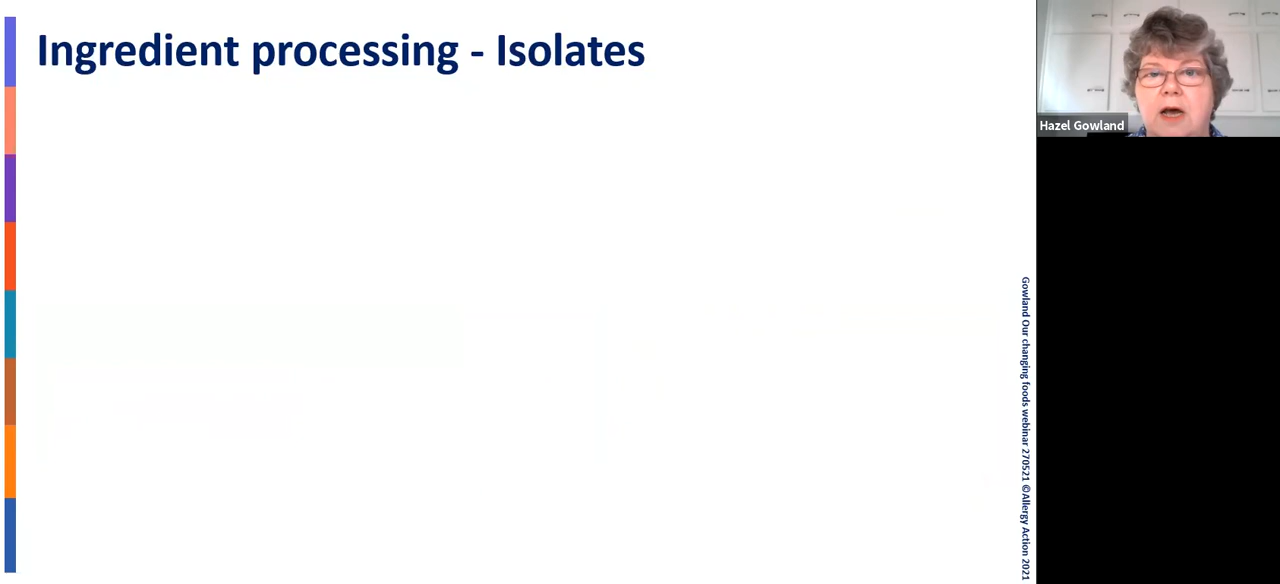 Ingredient processing - Isolates
Hazel Gowland
Gowland Our changing foods webinar 270521 ©Allergy Action 2021